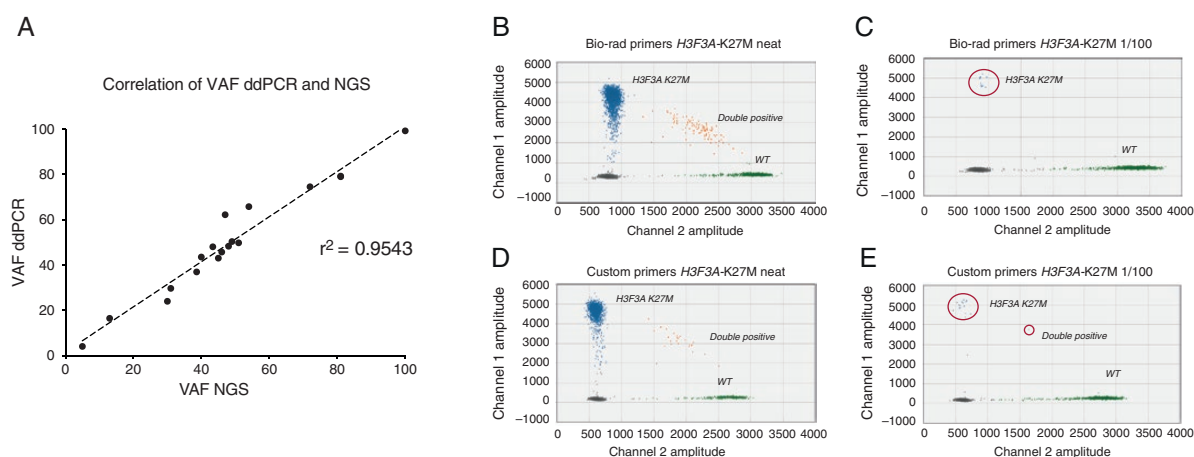 A
Correlation of VAF ddPCR and NGS
100
80
60
40
20
0
VAF ddPCR
r² = 0.9543
0 20 40 60 80 100
VAF NGS
B
Bio-rad primers H3F3A-K27M neat
6000
5000
4000
3000
2000
1000
0
−1000
Channel 1 amplitude
H3F3A K27M
Double positive
WT
0 500 1000 1500 2000 2500 3000 3500 4000
Channel 2 amplitude
C
Bio-rad primers H3F3A-K27M 1/100
6000
5000
4000
3000
2000
1000
0
−1000
Channel 1 amplitude
H3F3A K27M
WT
0 500 1000 1500 2000 2500 3000 3500 4000
Channel 2 amplitude
D
Custom primers H3F3A-K27M neat
6000
5000
4000
3000
2000
1000
0
−1000
Channel 1 amplitude
H3F3A K27M
Double positive
WT
0 500 1000 1500 2000 2500 3000 3500 4000
Channel 2 amplitude
E
Custom primers H3F3A-K27M 1/100
6000
5000
4000
3000
2000
1000
0
−1000
Channel 1 amplitude
H3F3A K27M
Double positive
WT
0 500 1000 1500 2000 2500 3000 3500 4000
Channel 2 amplitude